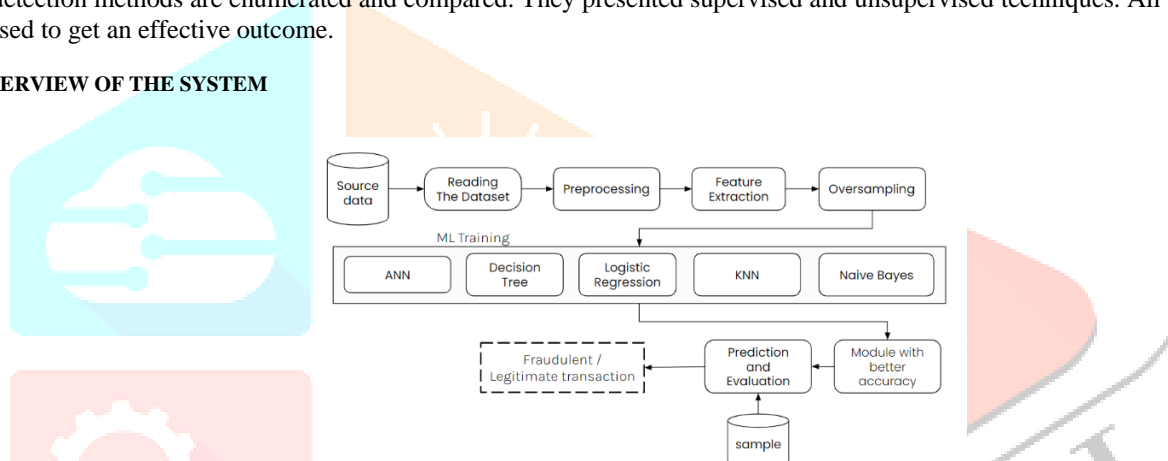 detection methods are enumerated and compared. They presented supervised and unsupervised techniques. All
sed to get an effective outcome.
ERVIEW OF THE SYSTEM
Source
data
Reading
The Dataset
Preprocessing
Feature
Extraction
Oversampling
ML Training
ANN
Decision
Tree
Logistic
Regression
KNN
Naive Bayes
Fraudulent /
Legitimate transaction
Prediction
and
Evaluation
Module with
better
accuracy
sample